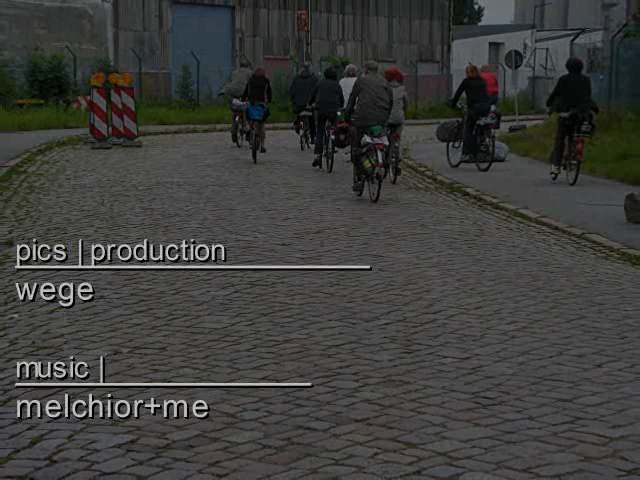 pics | production
wege
music |
melchior+me